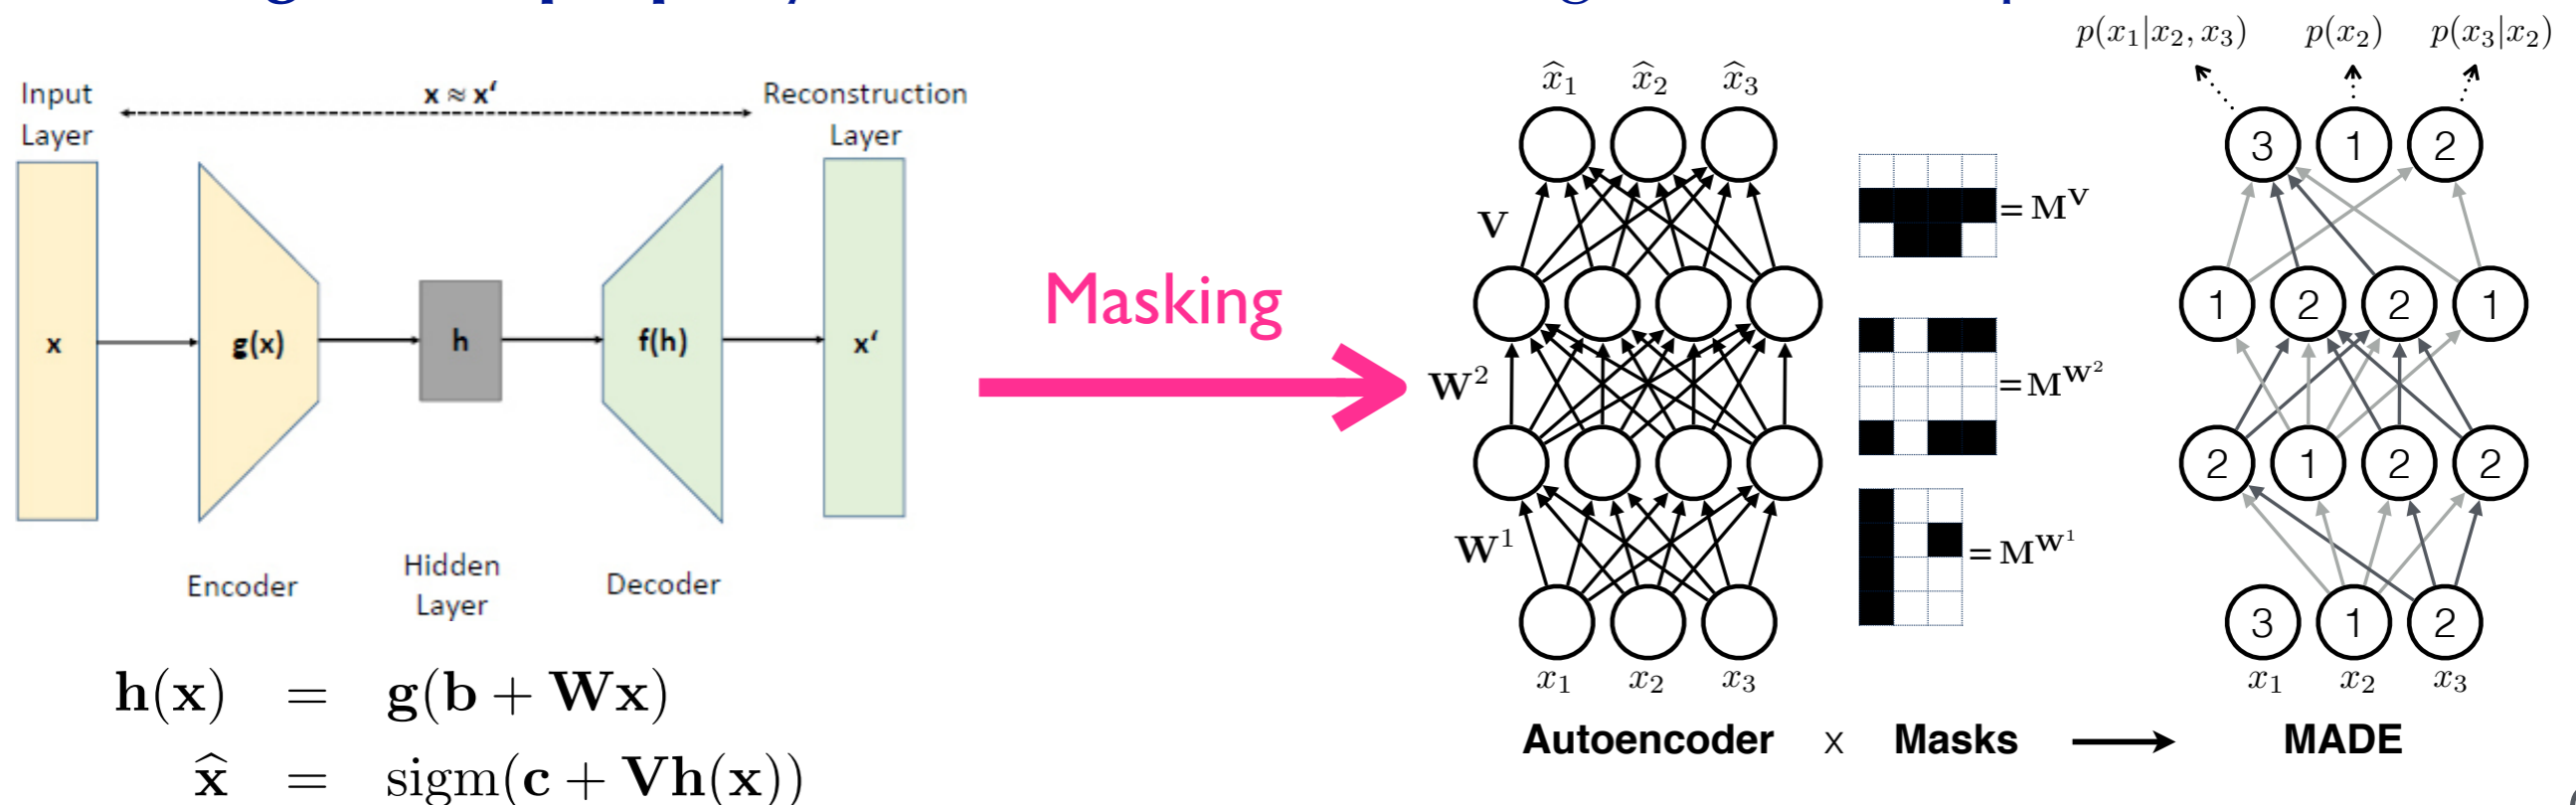 Input
Layer
x ≈ x‘
Reconstruction
Layer
x
g(x)
h
f(h)
x‘
Encoder
Hidden
Layer
Decoder
h(x) = g(b + Wx)
x̂ = sigm(c + Vh(x))
Masking
x̂₁ x̂₂ x̂₃
V
W²
W¹
x₁ x₂ x₃
Autoencoder
x
= M^V
= M^W²
= M^W¹
Masks
p(x₁|x₂, x₃) p(x₂) p(x₃|x₂)
3 1 2
1 2 2 1
2 1 2 2
3 1 2
x₁ x₂ x₃
MADE